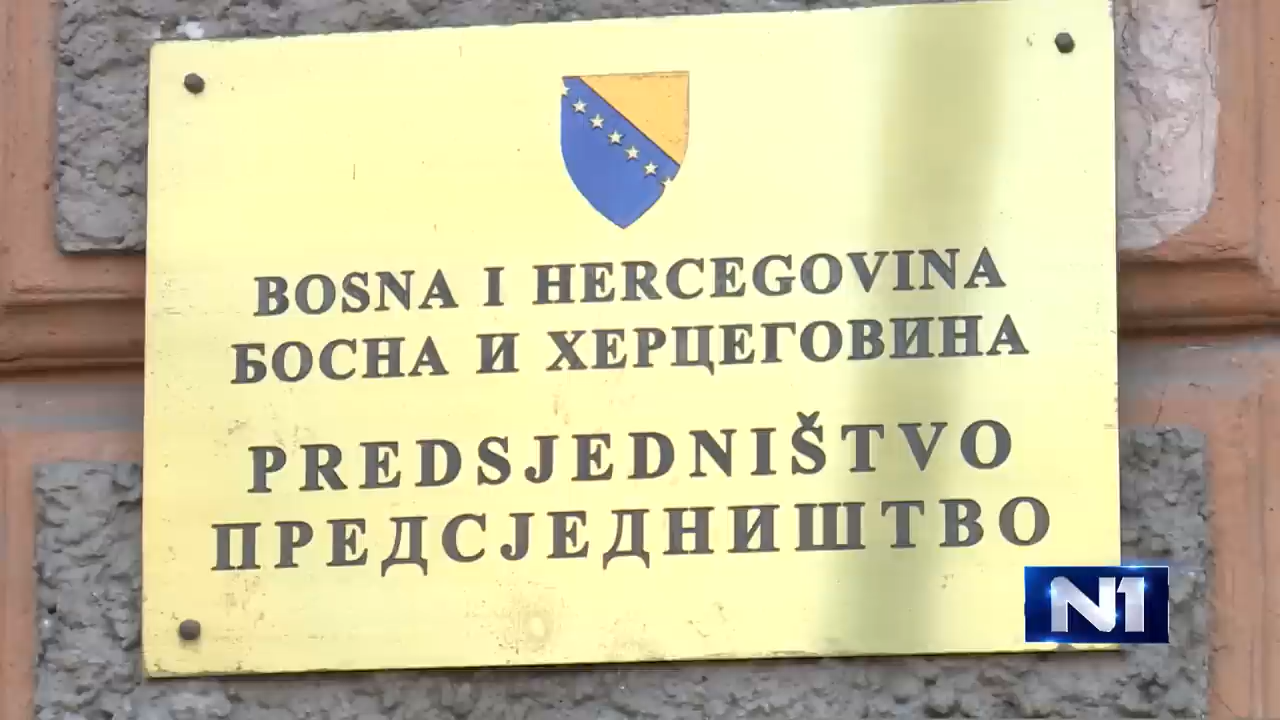 BOSNA I HERCEGOVINA
БОСНА И ХЕРЦЕГОВИНА
PREDSJEDNIŠTVO
ПРЕДСЈЕДНИШТВО
N1